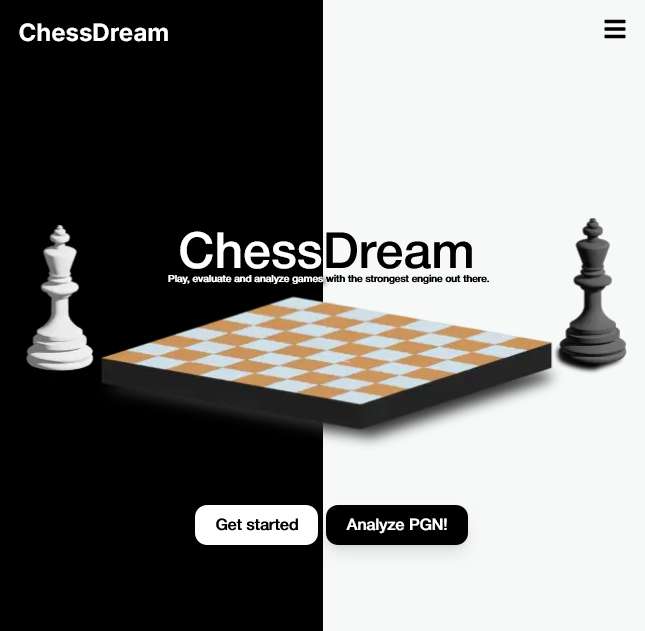 ChessDream
ChessDream
Play, evaluate and analyze games with the strongest engine out there.
Get started Analyze PGN!